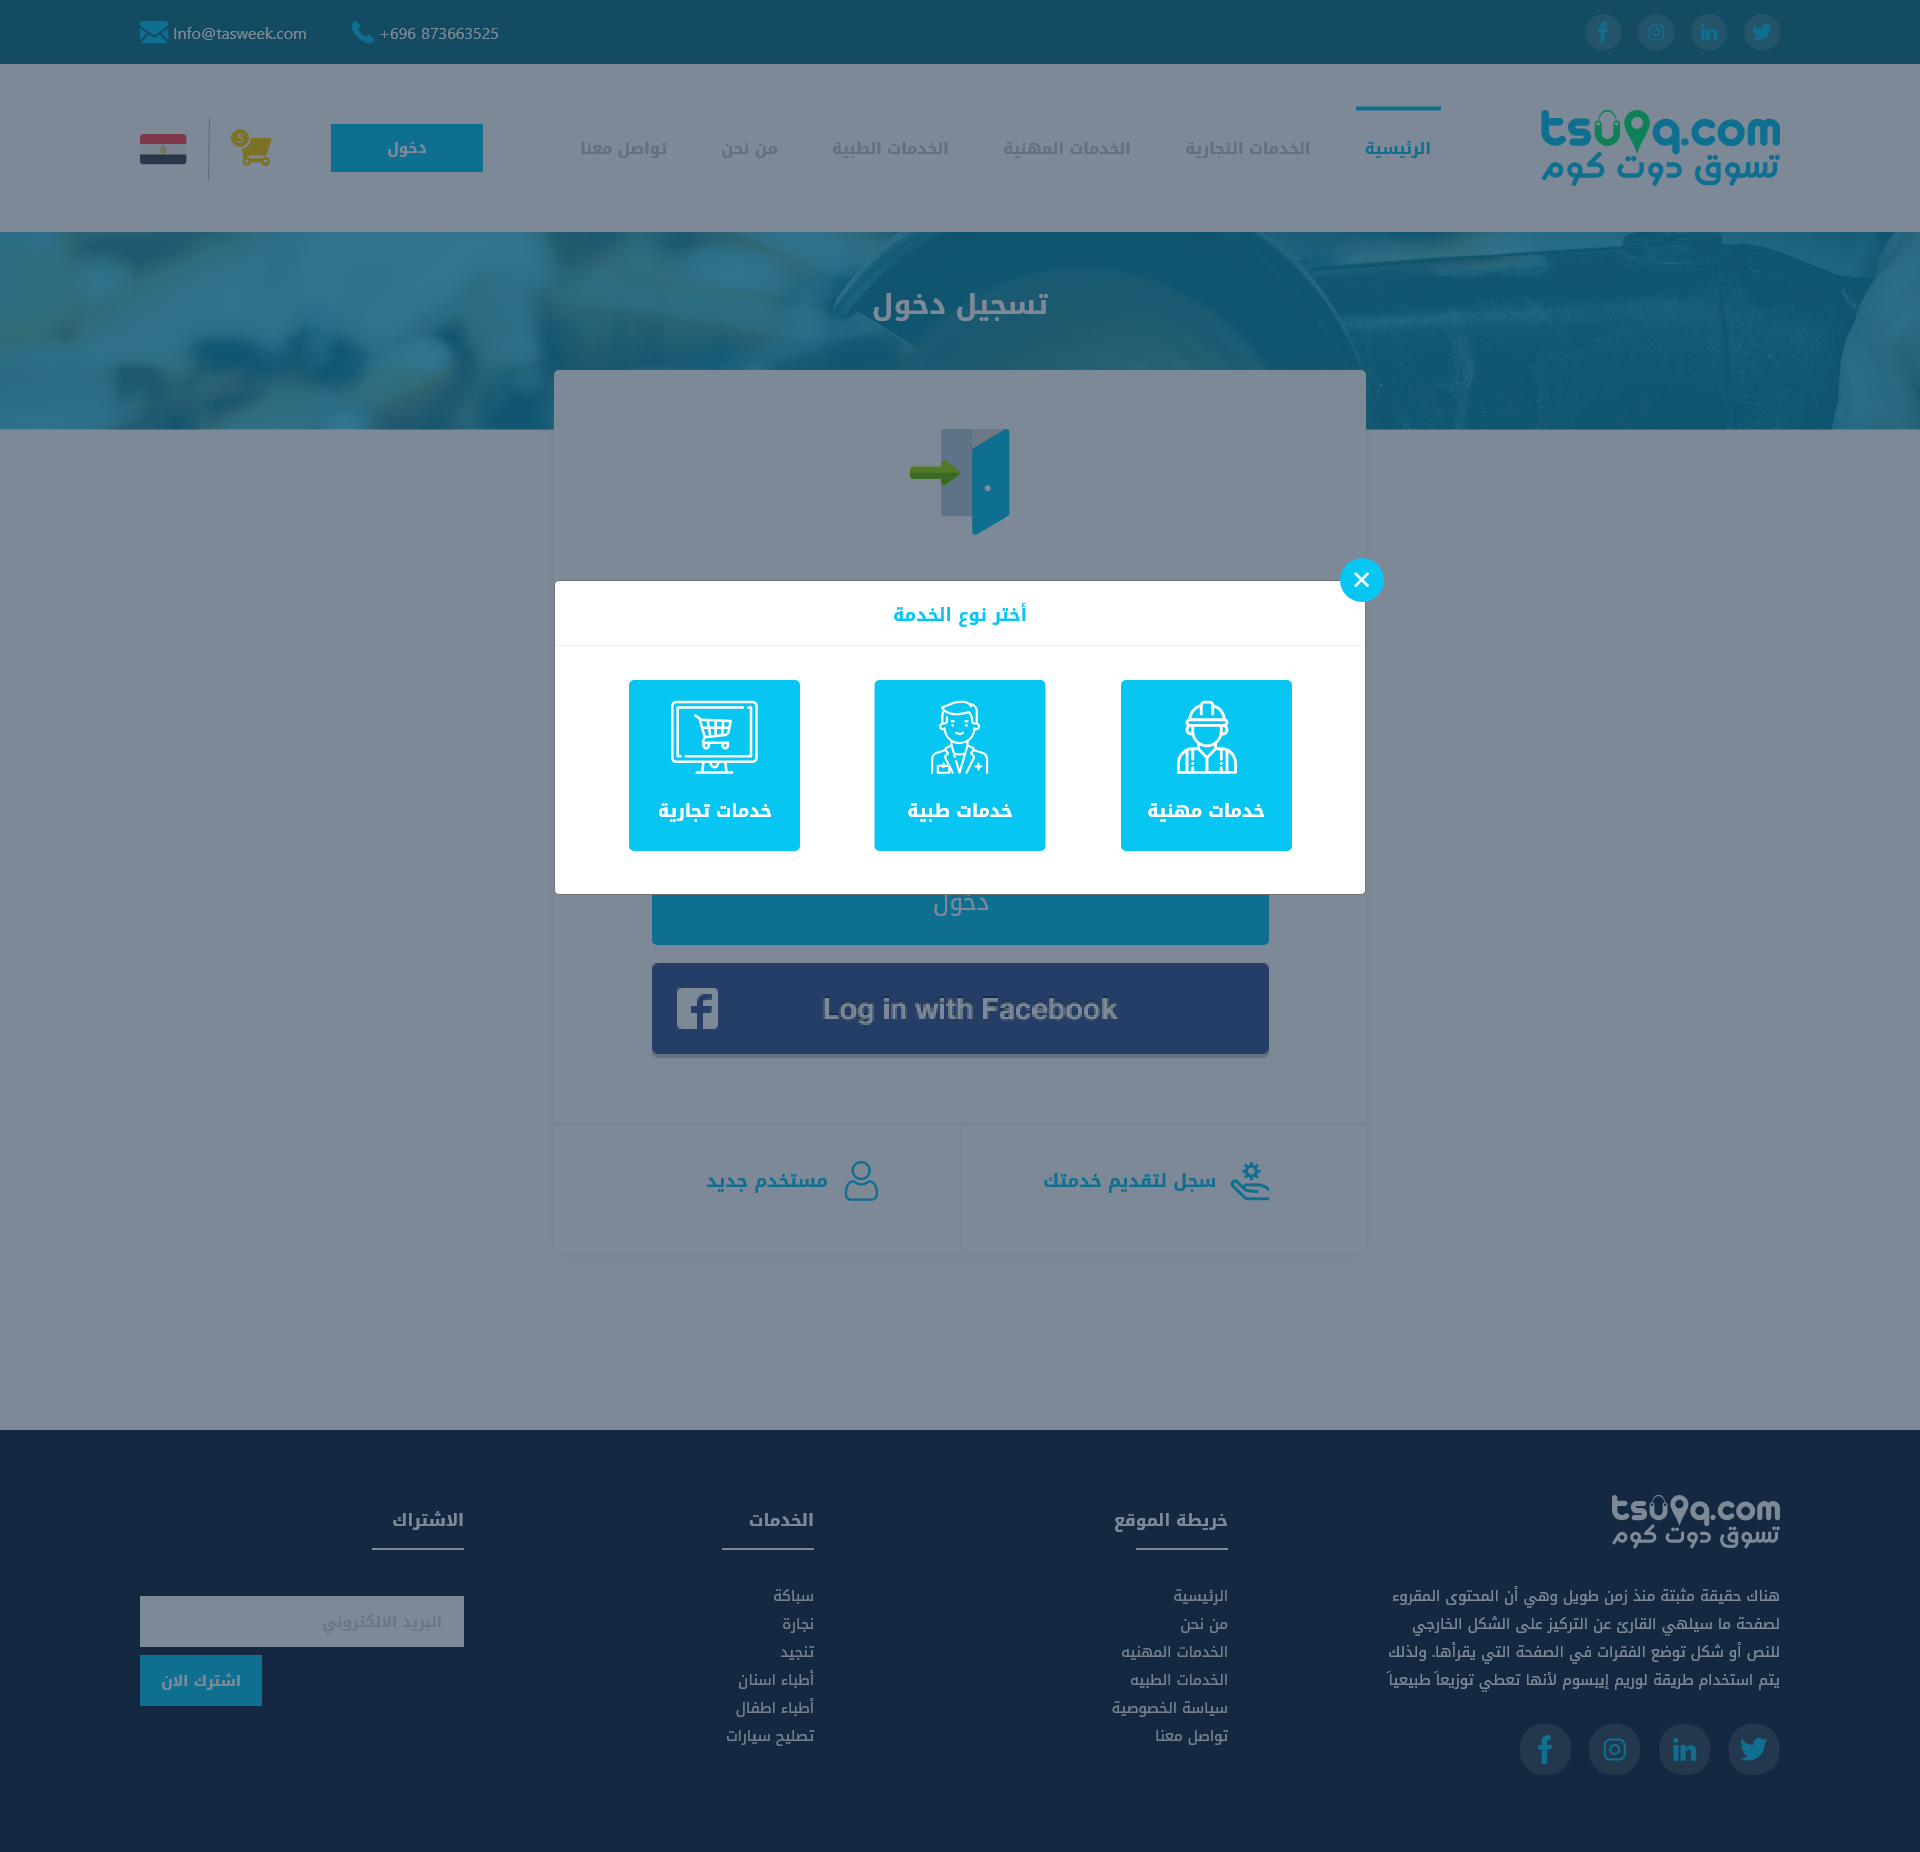 Info@tasweek.com
+696 873663525
tsuqq.com
تسوق دوت كوم
الرئيسية
الخدمات التجارية
الخدمات المهنية
الخدمات الطبية
من نحن
تواصل معنا
دخول
5
تسجيل دخول
أختر نوع الخدمة
خدمات مهنية
خدمات طبية
خدمات تجارية
دخول
Log in with Facebook
سجل لتقديم خدمتك
مستخدم جديد
tsuqq.com
تسوق دوت كوم
هناك حقيقة مثبتة منذ زمن طويل وهي أن المحتوى المقروء
لصفحة ما سيلهي القارئ عن التركيز على الشكل الخارجي
للنص أو شكل توضع الفقرات في الصفحة التي يقرأها. ولذلك
يتم استخدام طريقة لوريم إيبسوم لأنها تعطي توزيعاَ طبيعياَ
خريطة الموقع
الرئيسية
من نحن
الخدمات المهنيه
الخدمات الطبيه
سياسة الخصوصية
تواصل معنا
الخدمات
سباكة
نجارة
تنجيد
أطباء اسنان
أطباء اطفال
تصليح سيارات
الاشتراك
البريد الالكتروني
اشترك الان